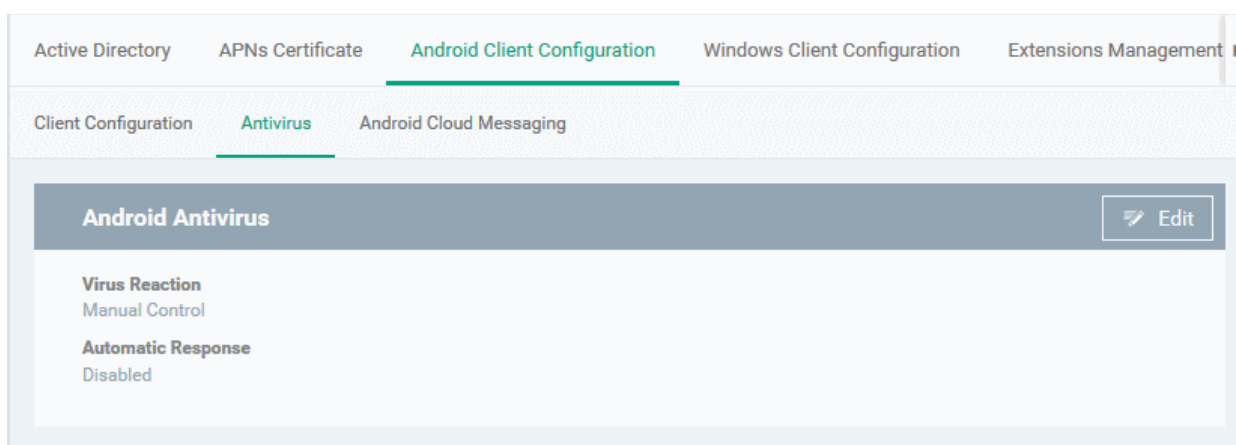 Active Directory APNs Certificate Android Client Configuration Windows Client Configuration Extensions Management
Client Configuration Antivirus Android Cloud Messaging
Android Antivirus Edit
Virus Reaction
Manual Control
Automatic Response
Disabled